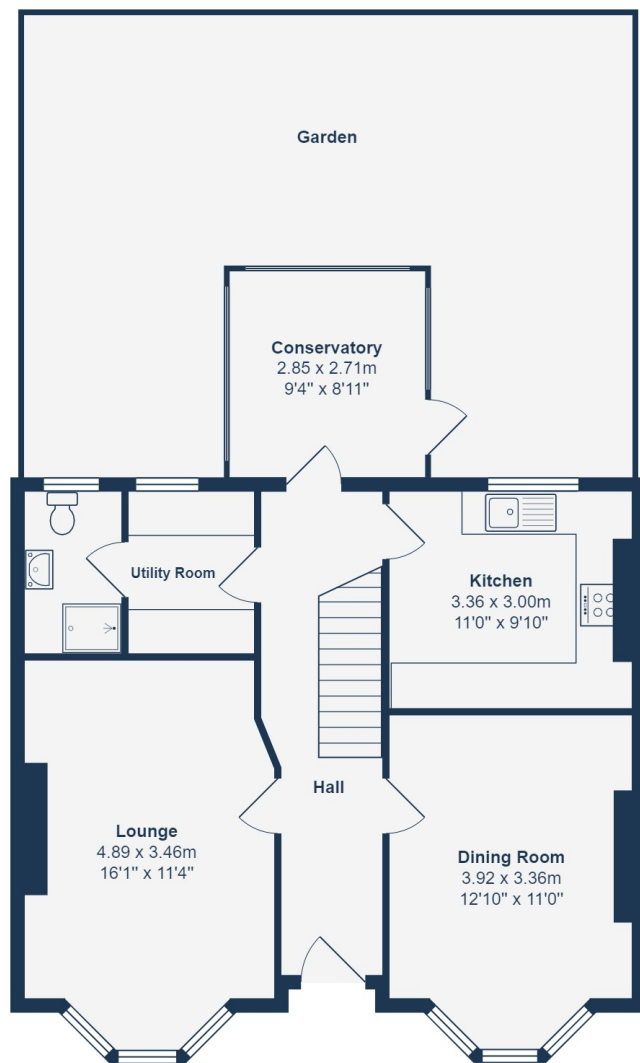 Garden
Conservatory
2.85 x 2.71m
9'4" x 8'11"
Utility Room
Kitchen
3.36 x 3.00m
11'0" x 9'10"
Hall
Lounge
4.89 x 3.46m
16'1" x 11'4"
Dining Room
3.92 x 3.36m
12'10" x 11'0"